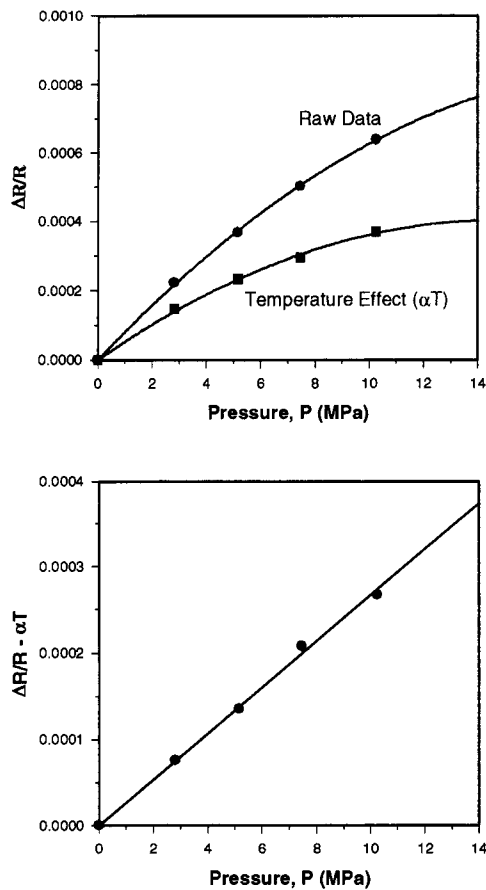 0.0010
0.0008
0.0006
0.0004
0.0002
0.0000
ΔR/R
Raw Data
Temperature Effect (αT)
0 2 4 6 8 10 12 14
Pressure, P (MPa)
0.0004
0.0003
0.0002
0.0001
0.0000
ΔR/R - αT
0 2 4 6 8 10 12 14
Pressure, P (MPa)